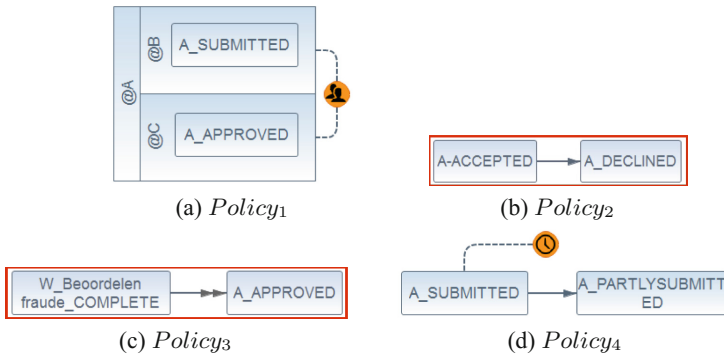 @A
@B
A_SUBMITTED
@C
A_APPROVED
(a) Policy1
A-ACCEPTED
A_DECLINED
(b) Policy2
W_Beoordelen
fraude_COMPLETE
A_APPROVED
(c) Policy3
A_SUBMITTED
A_PARTLYSUBMITT
ED
(d) Policy4